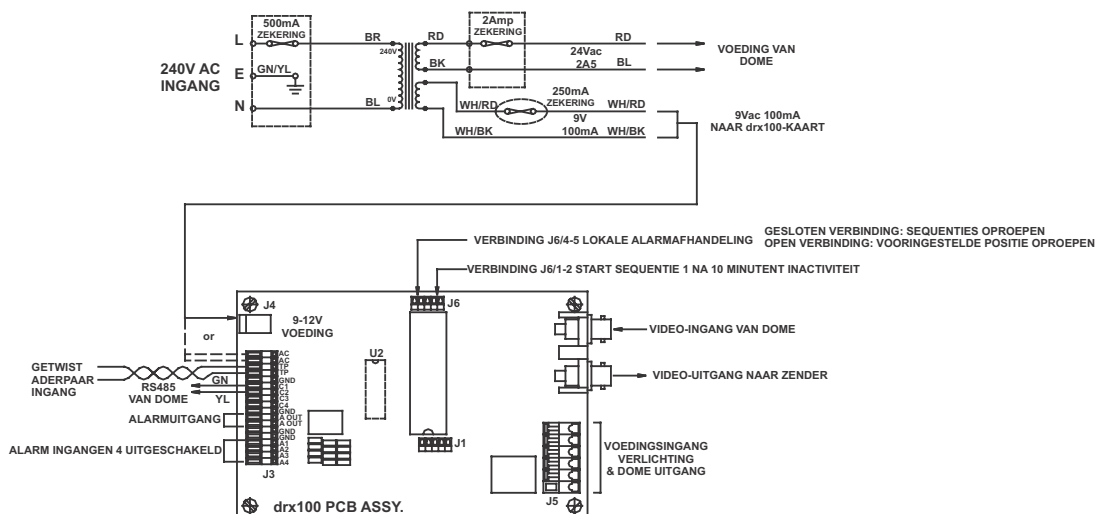 500mA
ZEKERING
2Amp
ZEKERING
L
BR
RD
RD
240V
24Vac
VOEDING VAN
DOME
240V AC
INGANG
E
GN/YL
BK
2A5
BL
250mA
ZEKERING
N
BL
0V
WH/RD
WH/RD
9V
9Vac 100mA
NAAR drx100-KAART
WH/BK
100mA
WH/BK
VERBINDING J6/4-5 LOKALE ALARMAFHANDELING
GESLOTEN VERBINDING: SEQUENTIES OPROEPEN
OPEN VERBINDING: VOORINGESTELDE POSITIE OPROEPEN
VERBINDING J6/1-2 START SEQUENTIE 1 NA 10 MINUTENT INACTIVITEIT
J4
J6
9-12V
VOEDING
or
VIDEO-INGANG VAN DOME
U2
AC
AC
TP
TP
GND
C1
C2
C3
C4
GND
A OUT
A OUT
GND
GND
A1
A2
A3
A4
GETWIST
ADERPAAR
INGANG
RS485
VAN DOME
GN
YL
VIDEO-UITGANG NAAR ZENDER
ALARMUITGANG
ALARM INGANGEN 4 UITGESCHAKELD
J1
J3
VOEDINGSINGANG
VERLICHTING
& DOME UITGANG
J5
drx100 PCB ASSY.